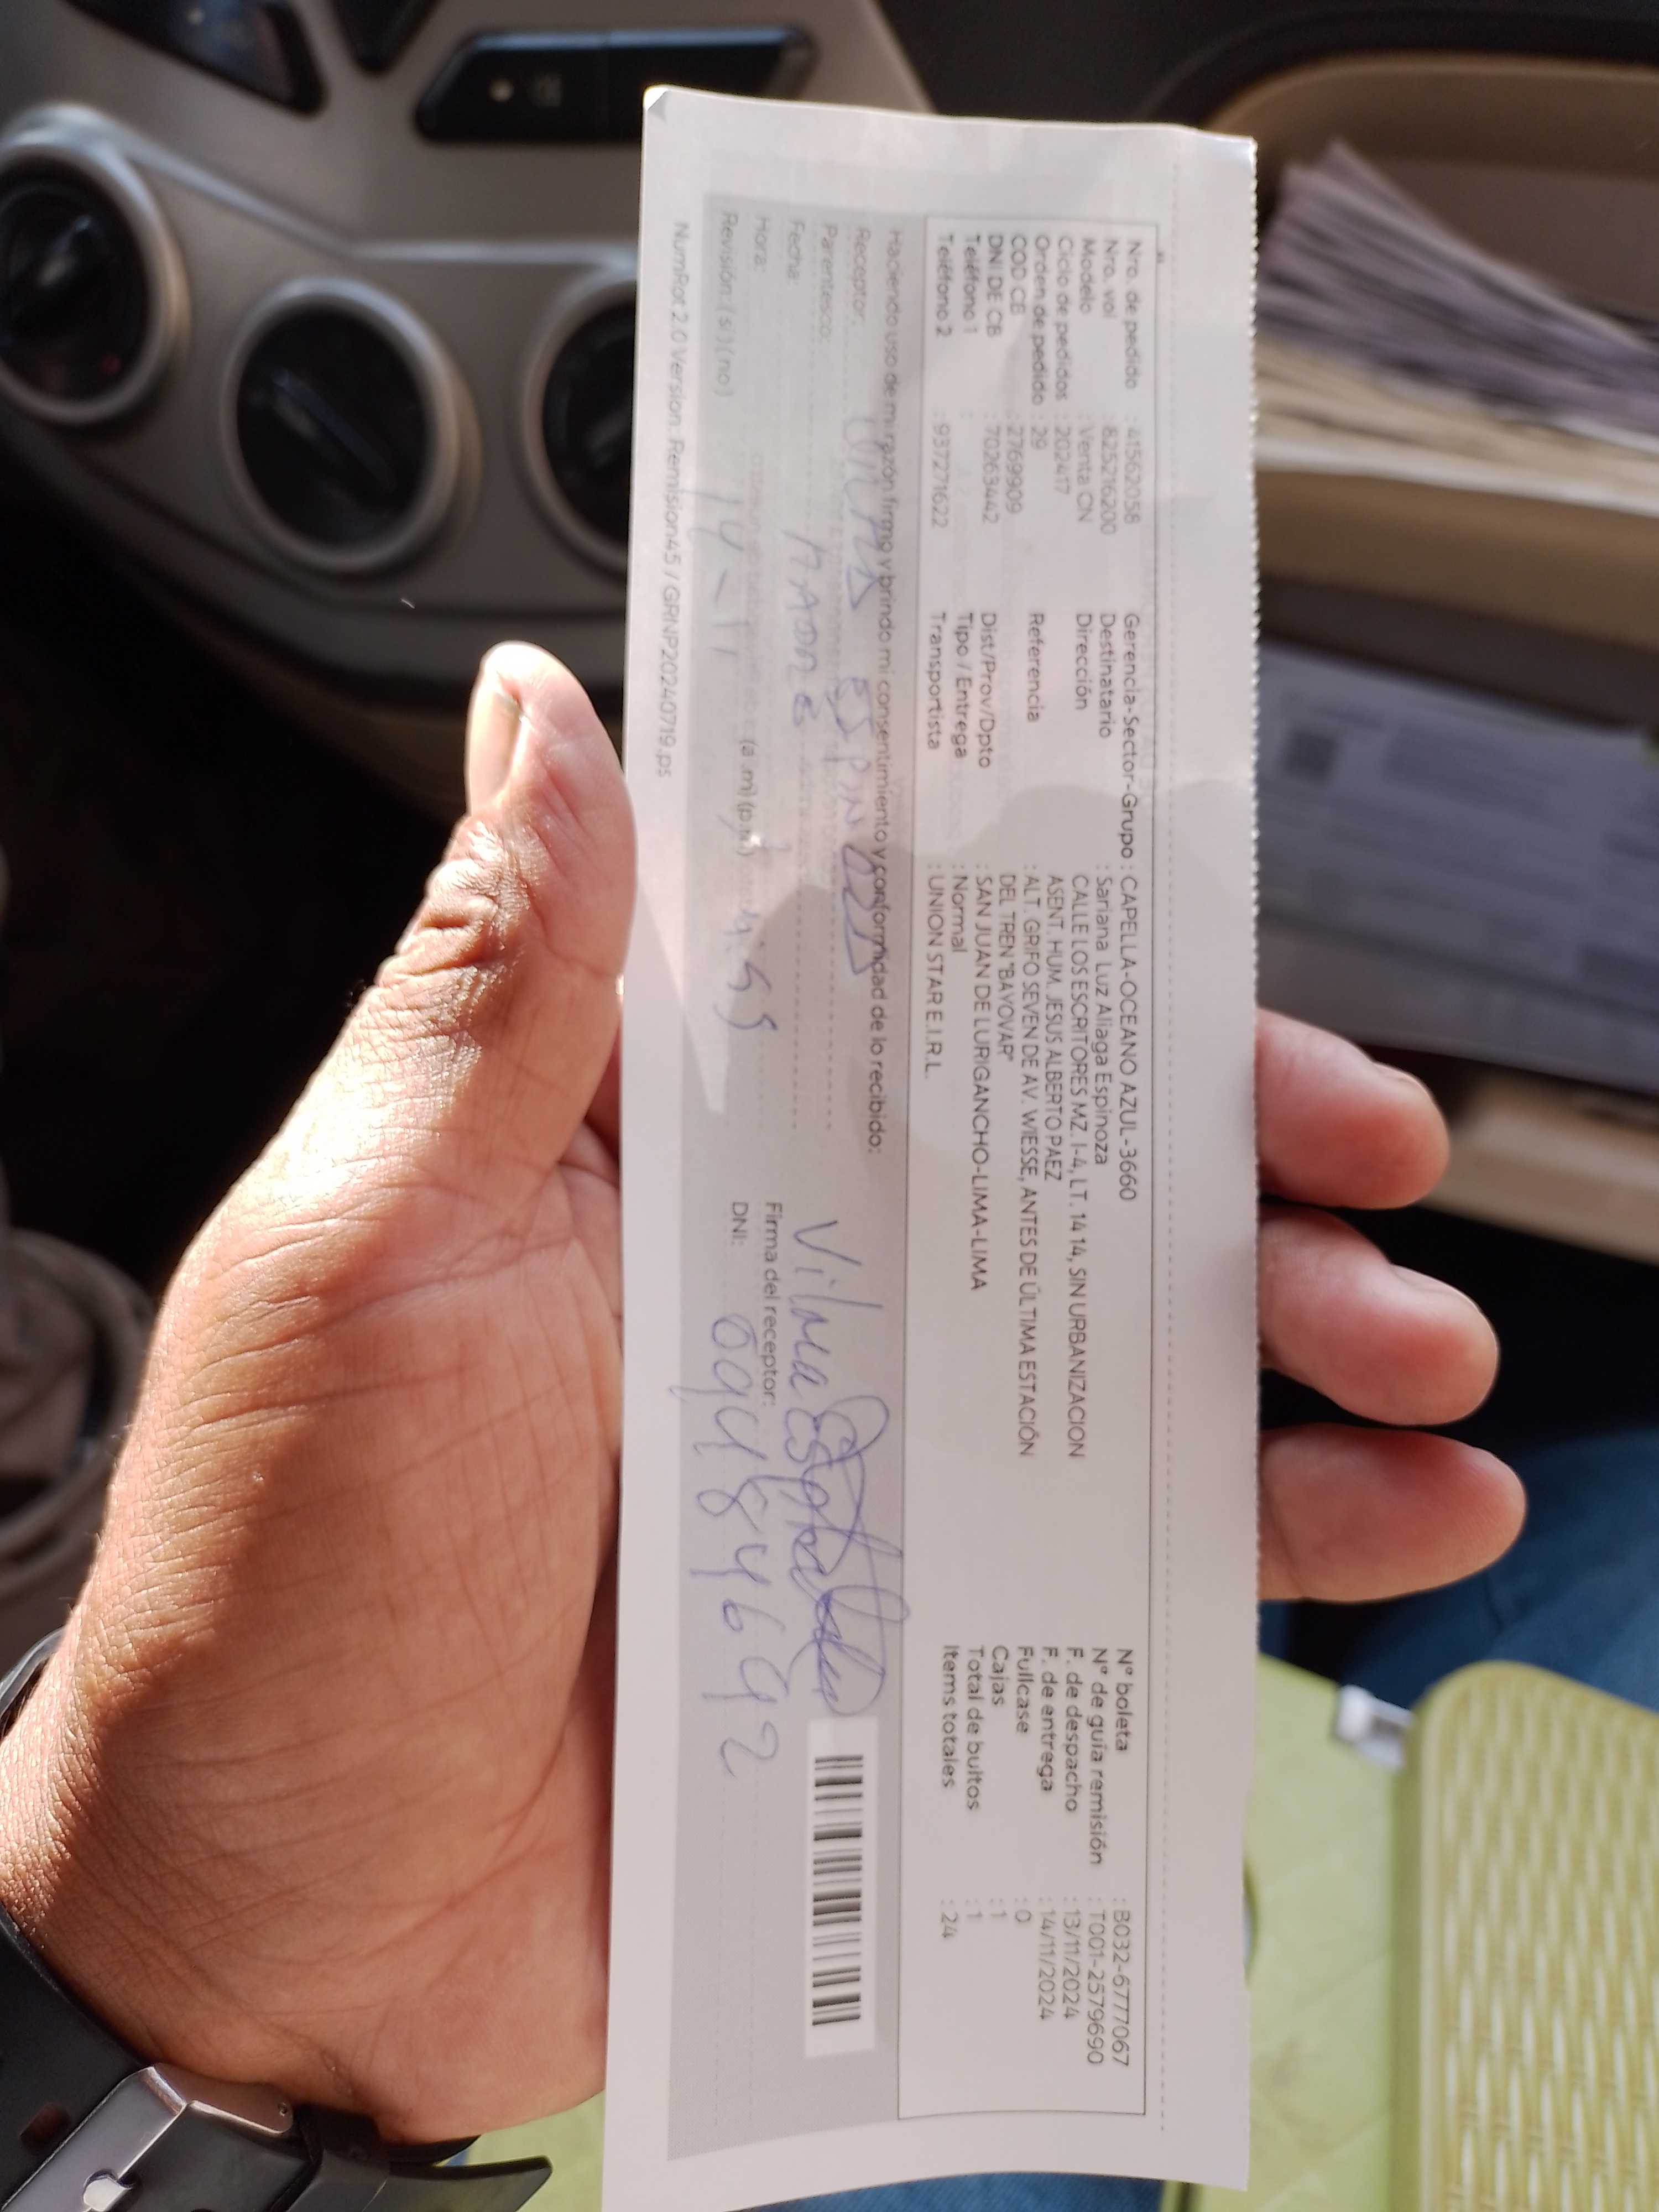 Nro. de pedido : 41562058
Nro. vol : 8252716200
Modelo : Venta CN
Ciclo de pedidos : 202417
Orden de pedido : 29
COD CB : 2769909
DNI DE CB : 70263442
Teléfono 1 :
Teléfono 2 : 937271622
Gerencia-Sector-Grupo : CAPELLA-OCEANO AZUL-3660
Destinatario : Sariana Luz Aliaga Espinoza
Dirección CALLE LOS ESCRITORES MZ. I-4, LT. 14 14, SIN URBANIZACION
ASENT. HUM. JESUS ALBERTO PAEZ
Referencia : ALT. GRIFO SEVEN DE AV. WIESSE, ANTES DE ÚLTIMA ESTACIÓN
DEL TREN "BAYOVAR"
Dist/Prov/Dpto : SAN JUAN DE LURIGANCHO-LIMA-LIMA
Tipo / Entrega : Normal
Transportista : UNION STAR E.I.R.L.
N° boleta : B032-6777067
N° de guía remisión : T001-2579690
F. de despacho : 13/11/2024
F. de entrega : 14/11/2024
Fullcase : 0
Cajas : 1
Total de bultos : 1
Items totales : 24
Haciendo uso de mi razón firmo y brindo mi consentimiento y conformidad de lo recibido:
Receptor: VILMA ESPINOZA
Parentesco: MADRE
Fecha: 14-11
Hora: (a.m) (p.m)
Revisión: (si) (no)
Vilma
Firma del receptor:
DNI: 09484692
NumRot 2.0 Version Remision45 / GRNP20240719.ps